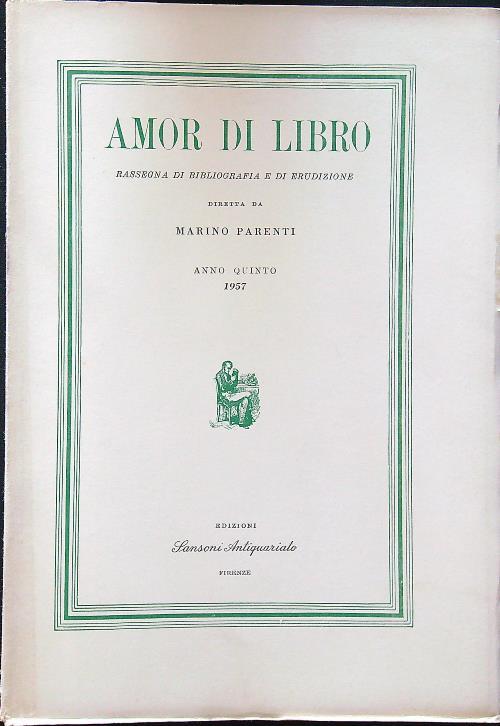 AMOR DI LIBRO
RASSEGNA DI BIBLIOGRAFIA E DI ERUDIZIONE
DIRETTA DA
MARINO PARENTI
ANNO QUINTO
1957
EDIZIONI
Sansoni Antiquariato
FIRENZE